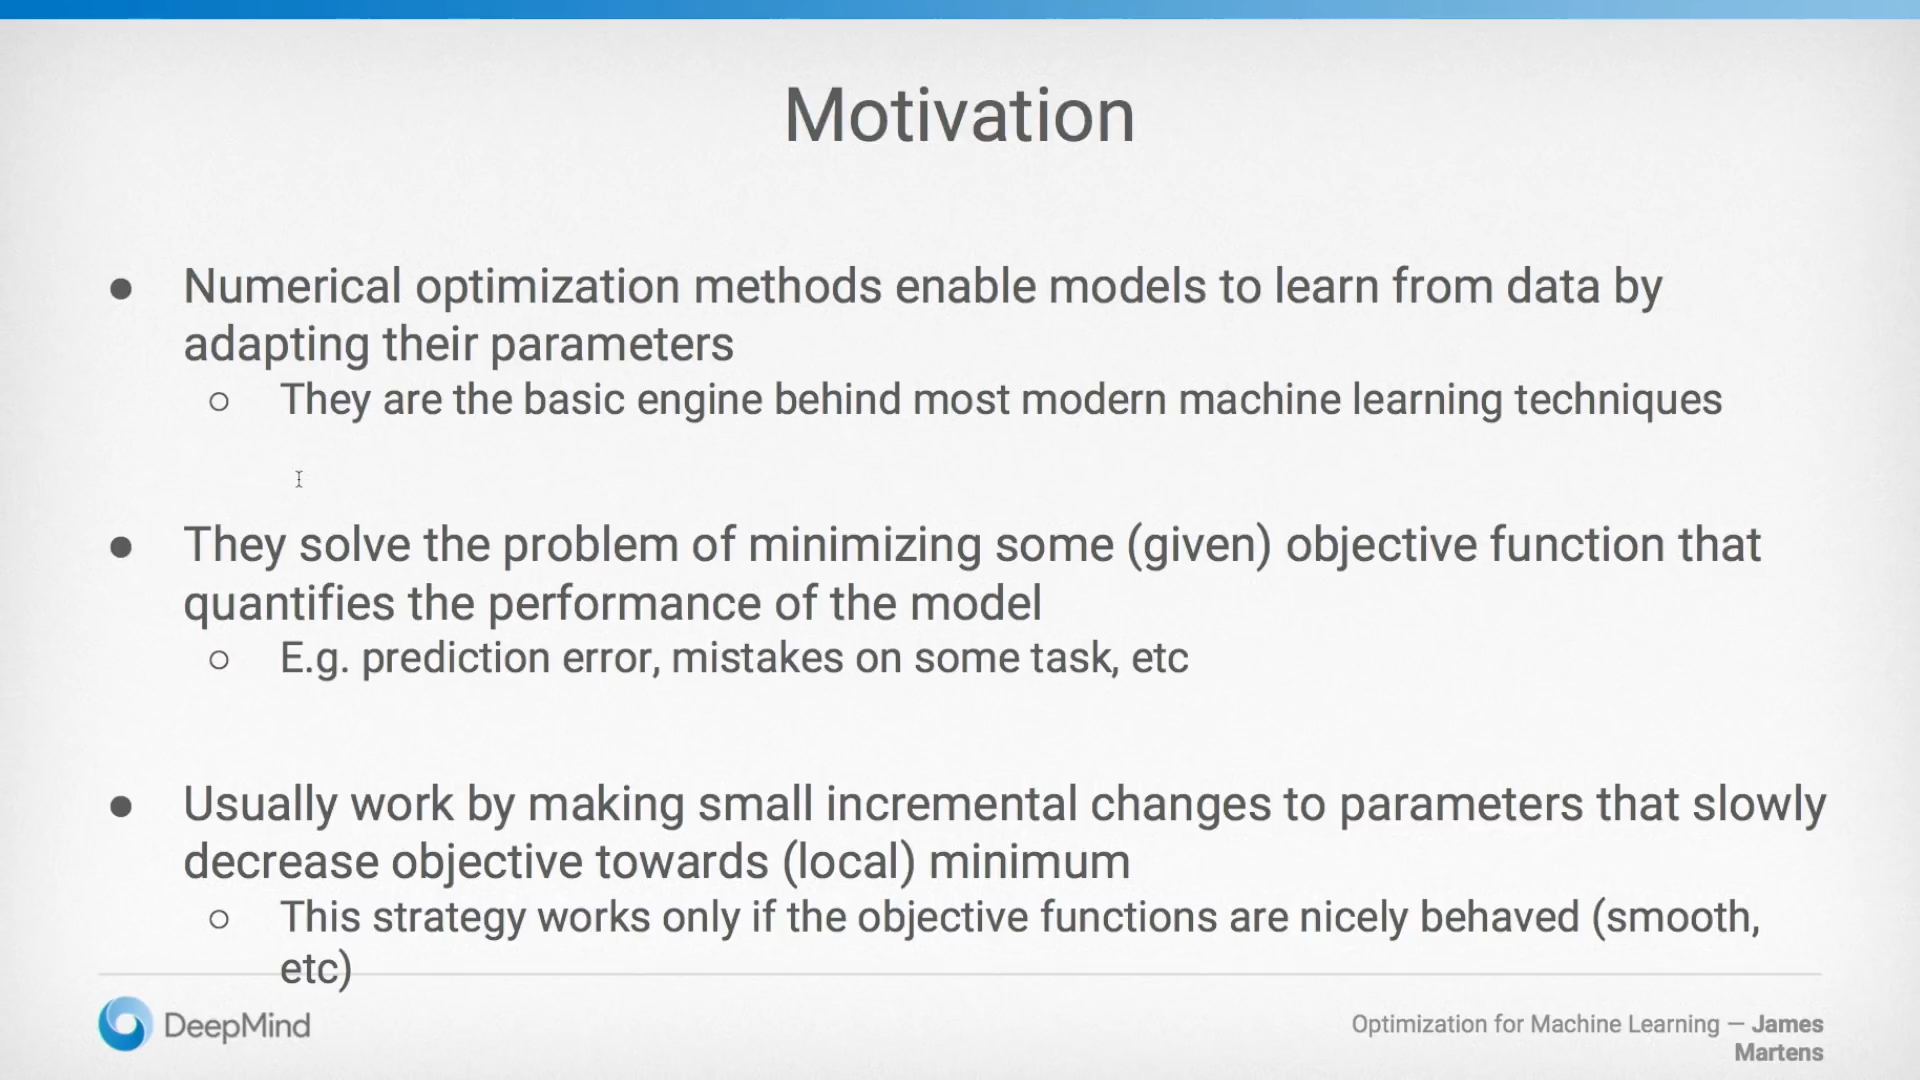 Motivation
● Numerical optimization methods enable models to learn from data by
adapting their parameters
○ They are the basic engine behind most modern machine learning techniques
● They solve the problem of minimizing some (given) objective function that
quantifies the performance of the model
○ E.g. prediction error, mistakes on some task, etc
● Usually work by making small incremental changes to parameters that slowly
decrease objective towards (local) minimum
○ This strategy works only if the objective functions are nicely behaved (smooth,
etc)
DeepMind
Optimization for Machine Learning — James
Martens